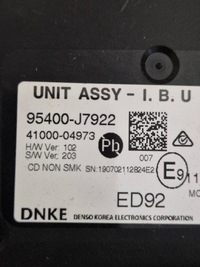 UNIT ASSY - I. B. U
95400-J7922
41000-04973
Pb
H/W Ver: 102
S/W Ver: 203
007
CD NON SMK
SN:190702112824E2
E9
ED92
DNKE
DENSO KOREA ELECTRONICS CORPORATION